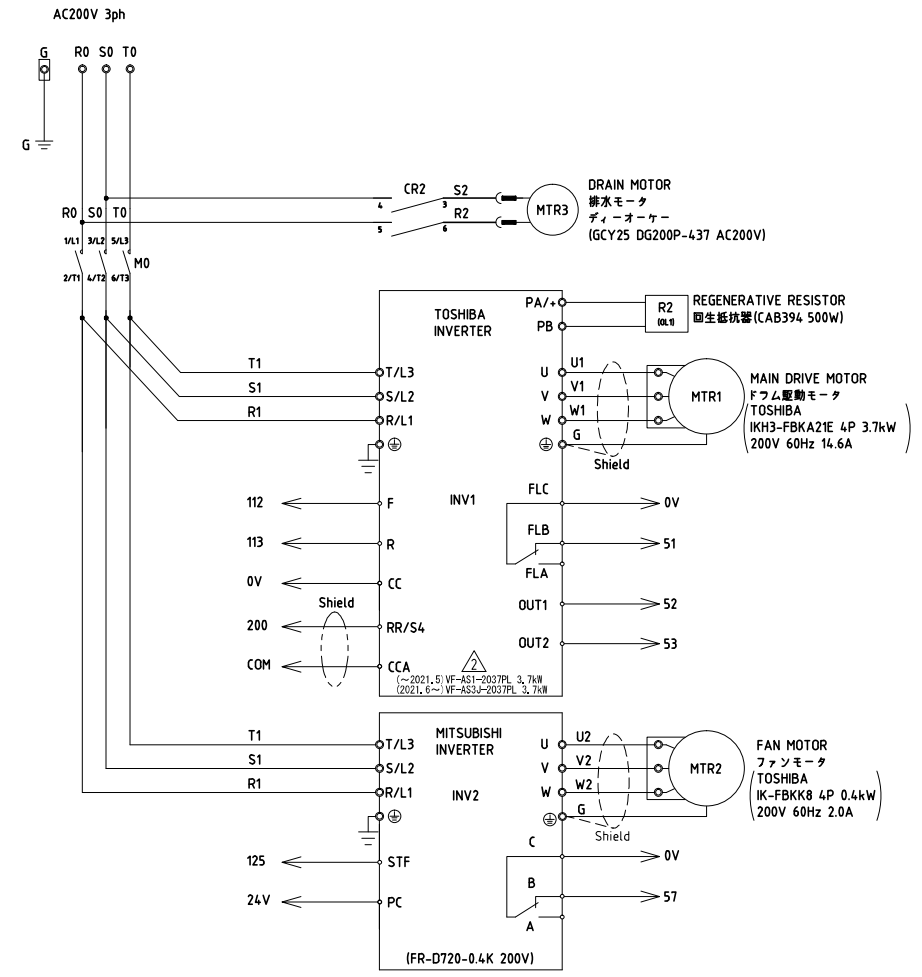 AC200V 3ph
G R0 S0 T0
G
CR2
4 3 S2
5 6 R2
MTR3
DRAIN MOTOR
排水モータ
ディーオーケー
(GCY25 DG200P-437 AC200V)
R0 S0 T0
1/L1 3/L2 5/L3
M0
2/T1 4/T2 6/T3
TOSHIBA
INVERTER
PA/+
PB
R2
(OL1)
REGENERATIVE RESISTOR
回生抵抗器(CAB394 500W)
T1 T/L3
S1 S/L2
R1 R/L1
U U1
V V1
W W1
G
Shield
MTR1
MAIN DRIVE MOTOR
ドラム駆動モータ
TOSHIBA
IKH3-FBKA21E 4P 3.7kW
200V 60Hz 14.6A
INV1
112 F
113 R
0V CC
Shield
200 RR/S4
COM CCA
FLC 0V
FLB 51
FLA
OUT1 52
OUT2 53
2
(~2021.5)VF-AS1-2037PL 3.7kW
(2021.6~)VF-AS3J-2037PL 3.7kW
MITSUBISHI
INVERTER
T1 T/L3
S1 S/L2
R1 R/L1
INV2
U U2
V V2
W W2
G
Shield
MTR2
FAN MOTOR
ファンモータ
TOSHIBA
IK-FBKK8 4P 0.4kW
200V 60Hz 2.0A
125 STF
24V PC
C 0V
B 57
A
(FR-D720-0.4K 200V)